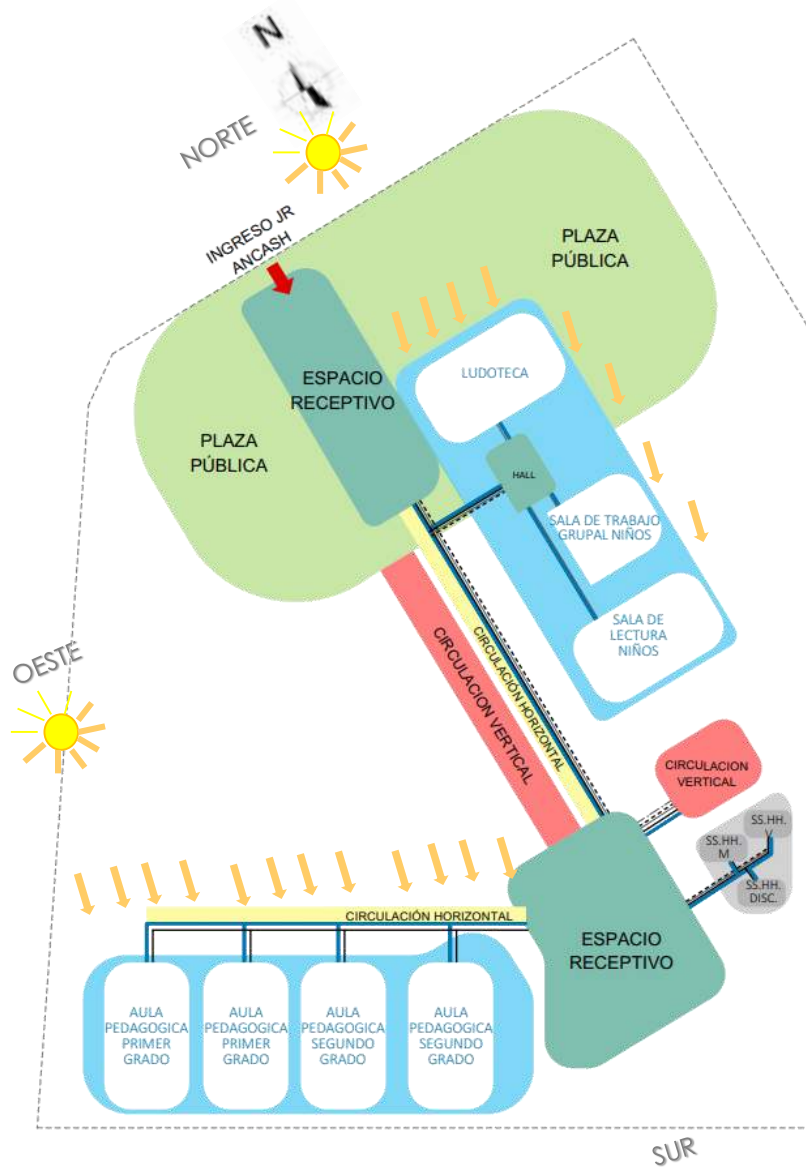 N
NORTE
INGRESO JR
ANCASH
PLAZA
PÚBLICA
ESPACIO
RECEPTIVO
LUDOTECA
PLAZA
PÚBLICA
HALL
SALA DE TRABAJO
GRUPAL NIÑOS
SALA DE
LECTURA
NIÑOS
OESTE
CIRCULACION VERTICAL
CIRCULACIÓN HORIZONTAL
CIRCULACION
VERTICAL
SS.HH.
V
SS.HH.
M
SS.HH.
DISC.
CIRCULACIÓN HORIZONTAL
ESPACIO
RECEPTIVO
AULA
PEDAGOGICA
PRIMER
GRADO
AULA
PEDAGOGICA
PRIMER
GRADO
AULA
PEDAGOGICA
SEGUNDO
GRADO
AULA
PEDAGOGICA
SEGUNDO
GRADO
SUR